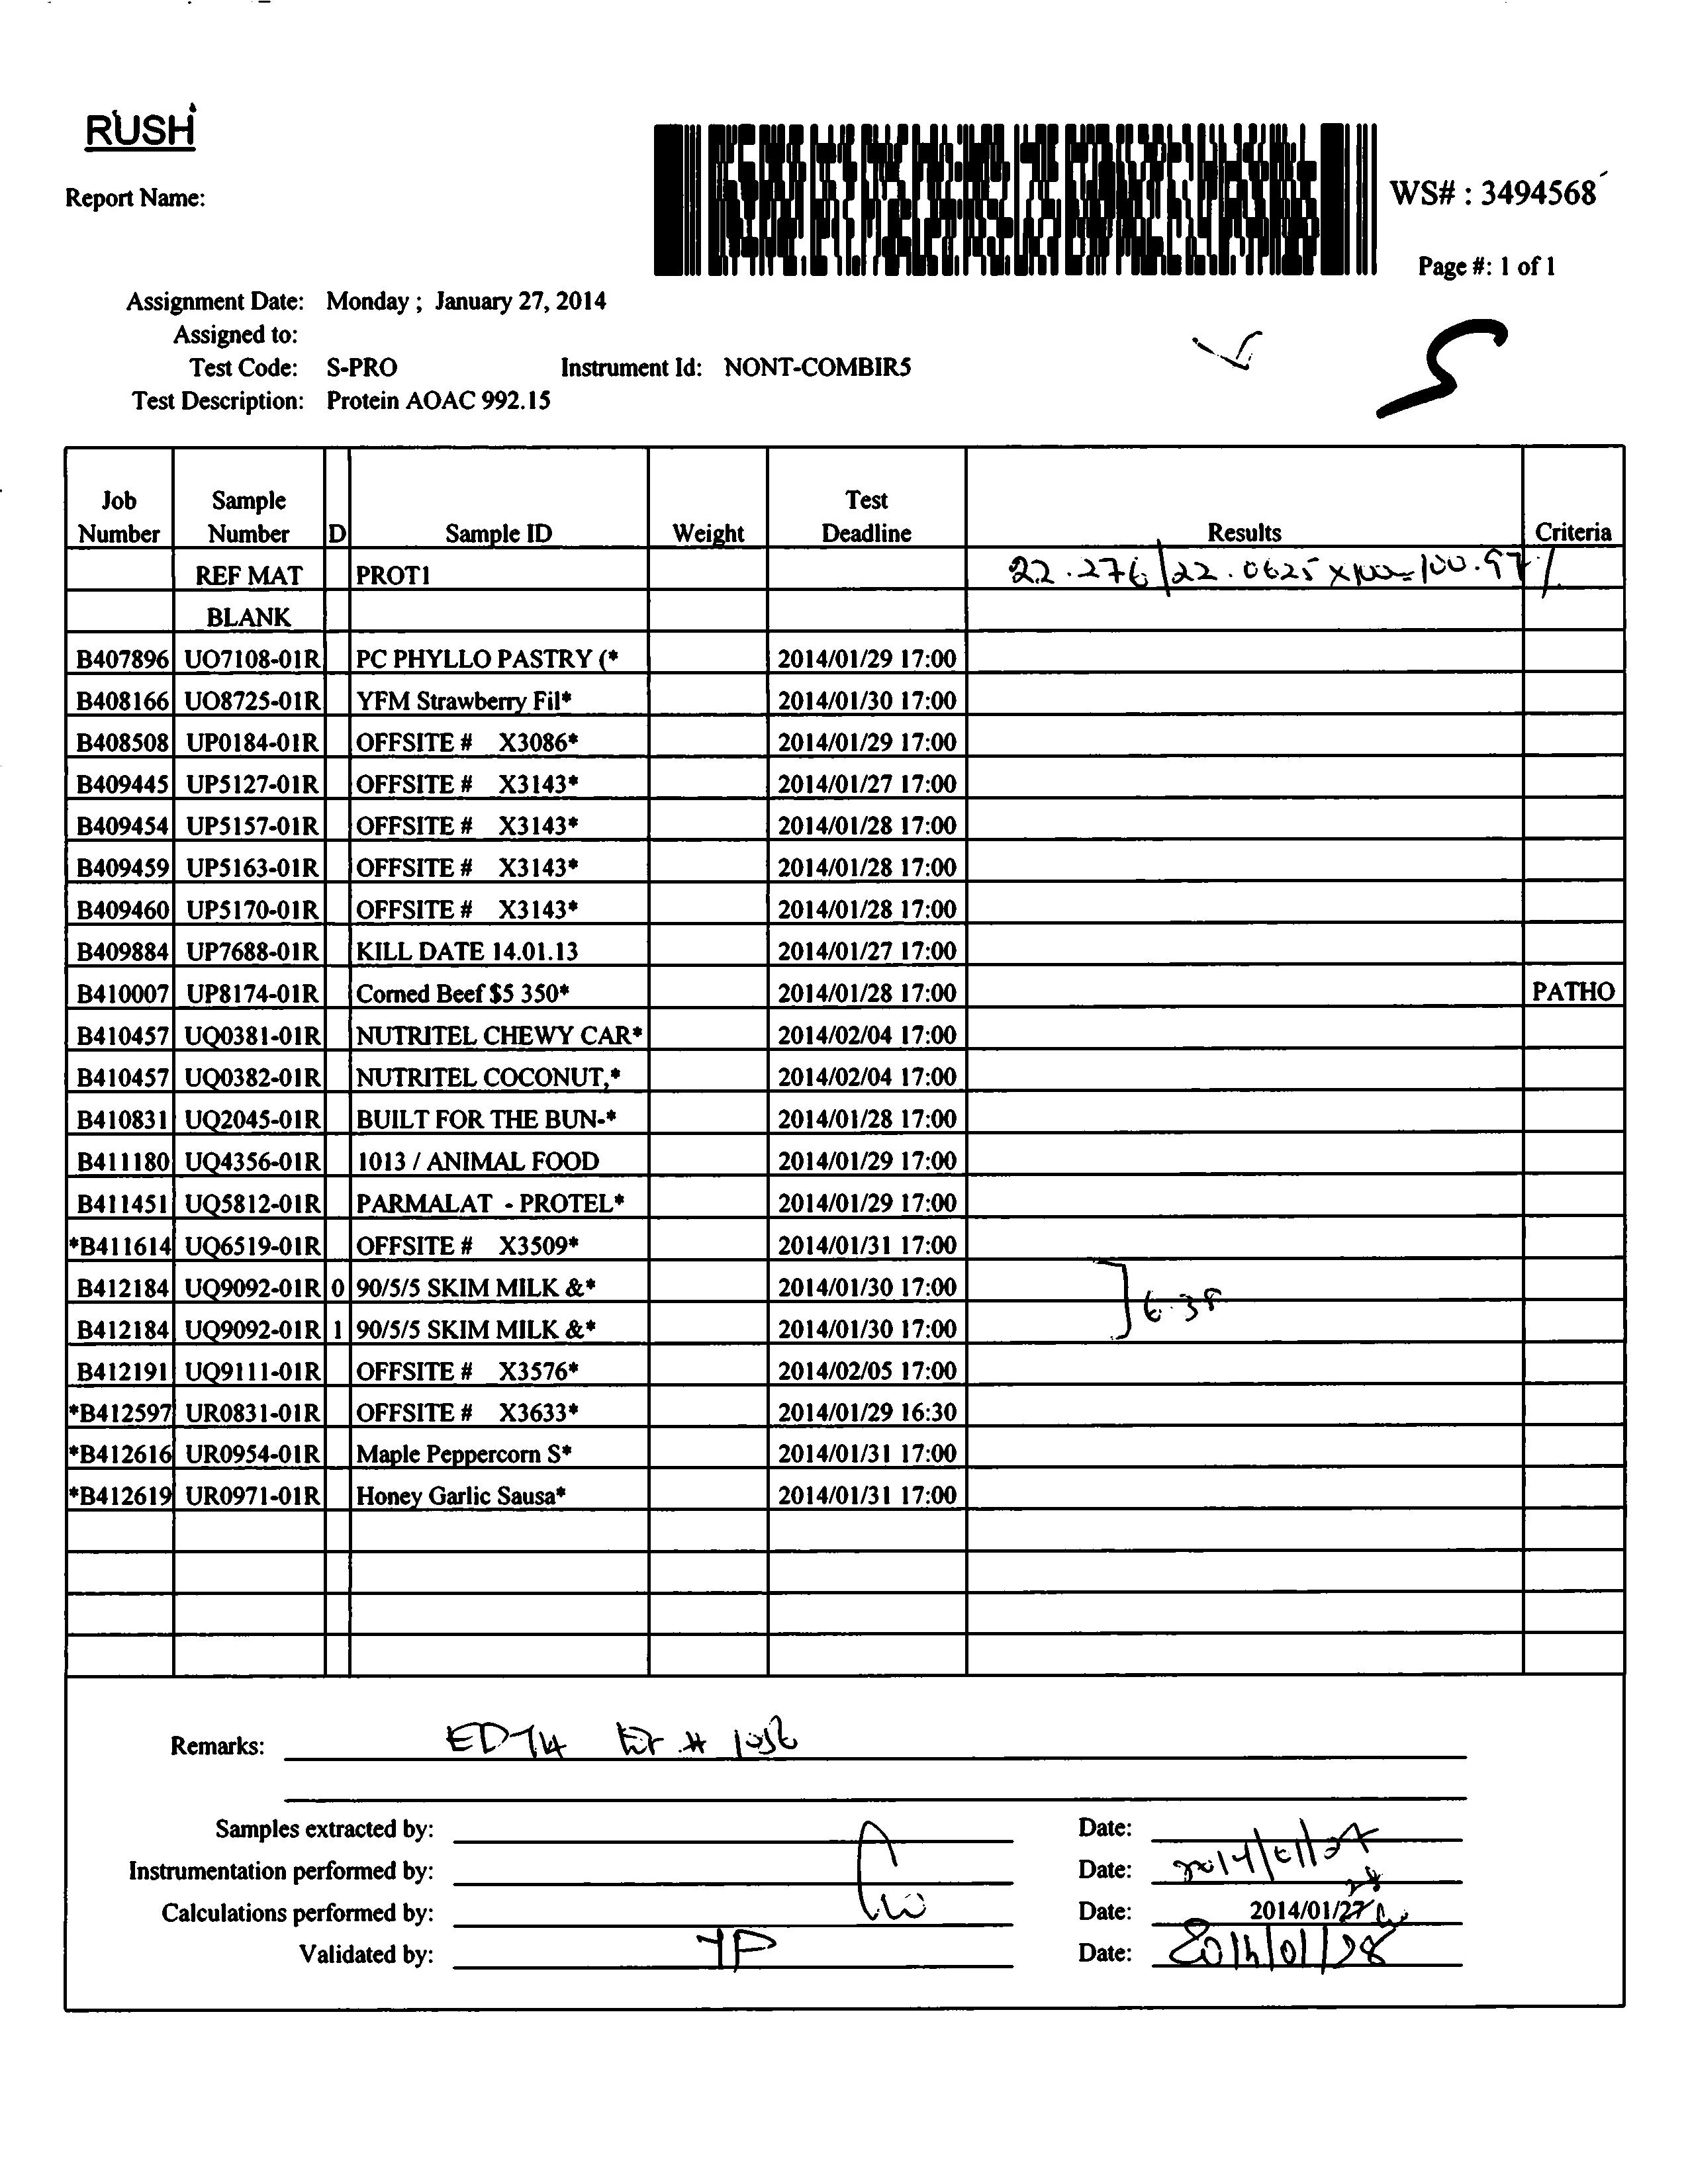 RUSH
Report Name:
WS# : 3494568
Page #: 1 of 1
Assignment Date: Monday ; January 27, 2014
Assigned to:
Test Code: S-PRO Instrument Id: NONT-COMBIR5
Test Description: Protein AOAC 992.15
5
Job Number Sample Number D Sample ID Weight Test Deadline Results Criteria
REF MAT PROT1 22.276/22.0625 x100=100.97%
BLANK
B407896 UO7108-01R PC PHYLLO PASTRY (* 2014/01/29 17:00
B408166 UO8725-01R YFM Strawberry Fil* 2014/01/30 17:00
B408508 UP0184-01R OFFSITE # X3086* 2014/01/29 17:00
B409445 UP5127-01R OFFSITE # X3143* 2014/01/27 17:00
B409454 UP5157-01R OFFSITE # X3143* 2014/01/28 17:00
B409459 UP5163-01R OFFSITE # X3143* 2014/01/28 17:00
B409460 UP5170-01R OFFSITE # X3143* 2014/01/28 17:00
B409884 UP7688-01R KILL DATE 14.01.13 2014/01/27 17:00
B410007 UP8174-01R Corned Beef $5 350* 2014/01/28 17:00 PATHO
B410457 UQ0381-01R NUTRITEL CHEWY CAR* 2014/02/04 17:00
B410457 UQ0382-01R NUTRITEL COCONUT,* 2014/02/04 17:00
B410831 UQ2045-01R BUILT FOR THE BUN-* 2014/01/28 17:00
B411180 UQ4356-01R 1013 / ANIMAL FOOD 2014/01/29 17:00
B411451 UQ5812-01R PARMALAT - PROTEL* 2014/01/29 17:00
*B411614 UQ6519-01R OFFSITE # X3509* 2014/01/31 17:00
B412184 UQ9092-01R 0 90/5/5 SKIM MILK &* 2014/01/30 17:00 6.38
B412184 UQ9092-01R 1 90/5/5 SKIM MILK &* 2014/01/30 17:00
B412191 UQ9111-01R OFFSITE # X3576* 2014/02/05 17:00
*B412597 UR0831-01R OFFSITE # X3633* 2014/01/29 16:30
*B412616 UR0954-01R Maple Peppercorn S* 2014/01/31 17:00
*B412619 UR0971-01R Honey Garlic Sausa* 2014/01/31 17:00
Remarks: EDTA #
Samples extracted by: Date:
Instrumentation performed by: Date: 2014/01/27
Calculations performed by: Date: 2014/01/27 28
Validated by: YP Date: 2014/01/28